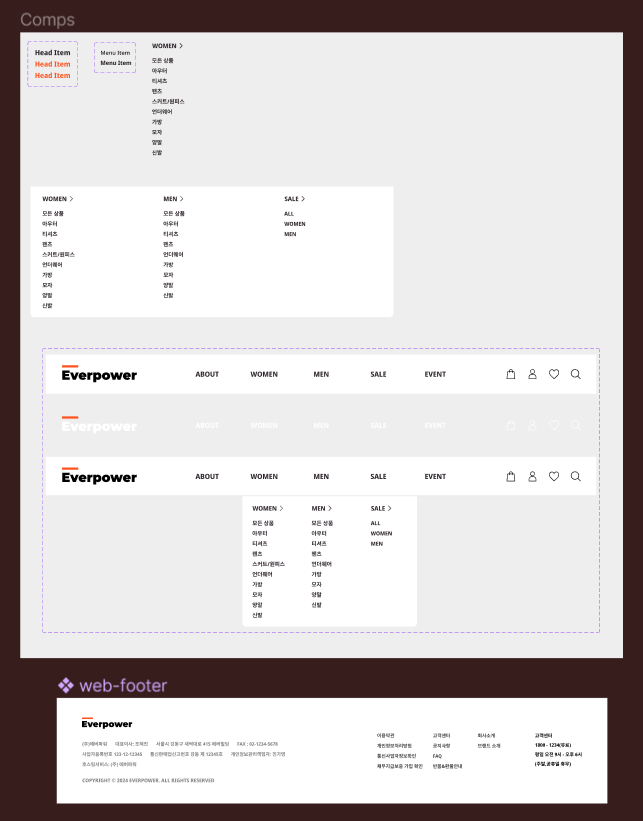 Comps
Head Item
Head Item
Head Item
Menu Item
Menu Item
WOMEN
모든 상품
아우터
티셔츠
팬츠
스커트/원피스
언더웨어
가방
모자
양말
신발
WOMEN
모든 상품
아우터
티셔츠
팬츠
스커트/원피스
언더웨어
가방
모자
양말
신발
MEN
모든 상품
아우터
티셔츠
팬츠
언더웨어
가방
모자
양말
신발
SALE
ALL
WOMEN
MEN
Everpower ABOUT WOMEN MEN SALE EVENT
Everpower ABOUT WOMEN MEN SALE EVENT
Everpower ABOUT WOMEN MEN SALE EVENT
WOMEN
모든 상품
아우터
티셔츠
팬츠
스커트/원피스
언더웨어
가방
모자
양말
신발
MEN
모든 상품
아우터
티셔츠
팬츠
언더웨어
가방
모자
양말
신발
SALE
ALL
WOMEN
MEN
web-footer
Everpower
(주)에버파워 대표이사: 서울시 강동구 에버대로 415 에버빌딩 FAX : 02-1234-5678
사업자등록번호 123-12-12345 통신판매업신고번호 강동 제 12345호 개인정보관리책임자:
호스팅서비스: (주) 에버파워
COPYRIGHT © 2024 EVERPOWER. ALL RIGHTS RESERVED
이용약관
개인정보처리방침
통신사업자정보확인
채무지급보증 가입 확인
고객센터
공지사항
FAQ
반품&환불안내
회사소개
브랜드 소개
고객센터
1800 - 1234(무료)
평일 오전 9시 - 오후 6시
(주말,공휴일 휴무)